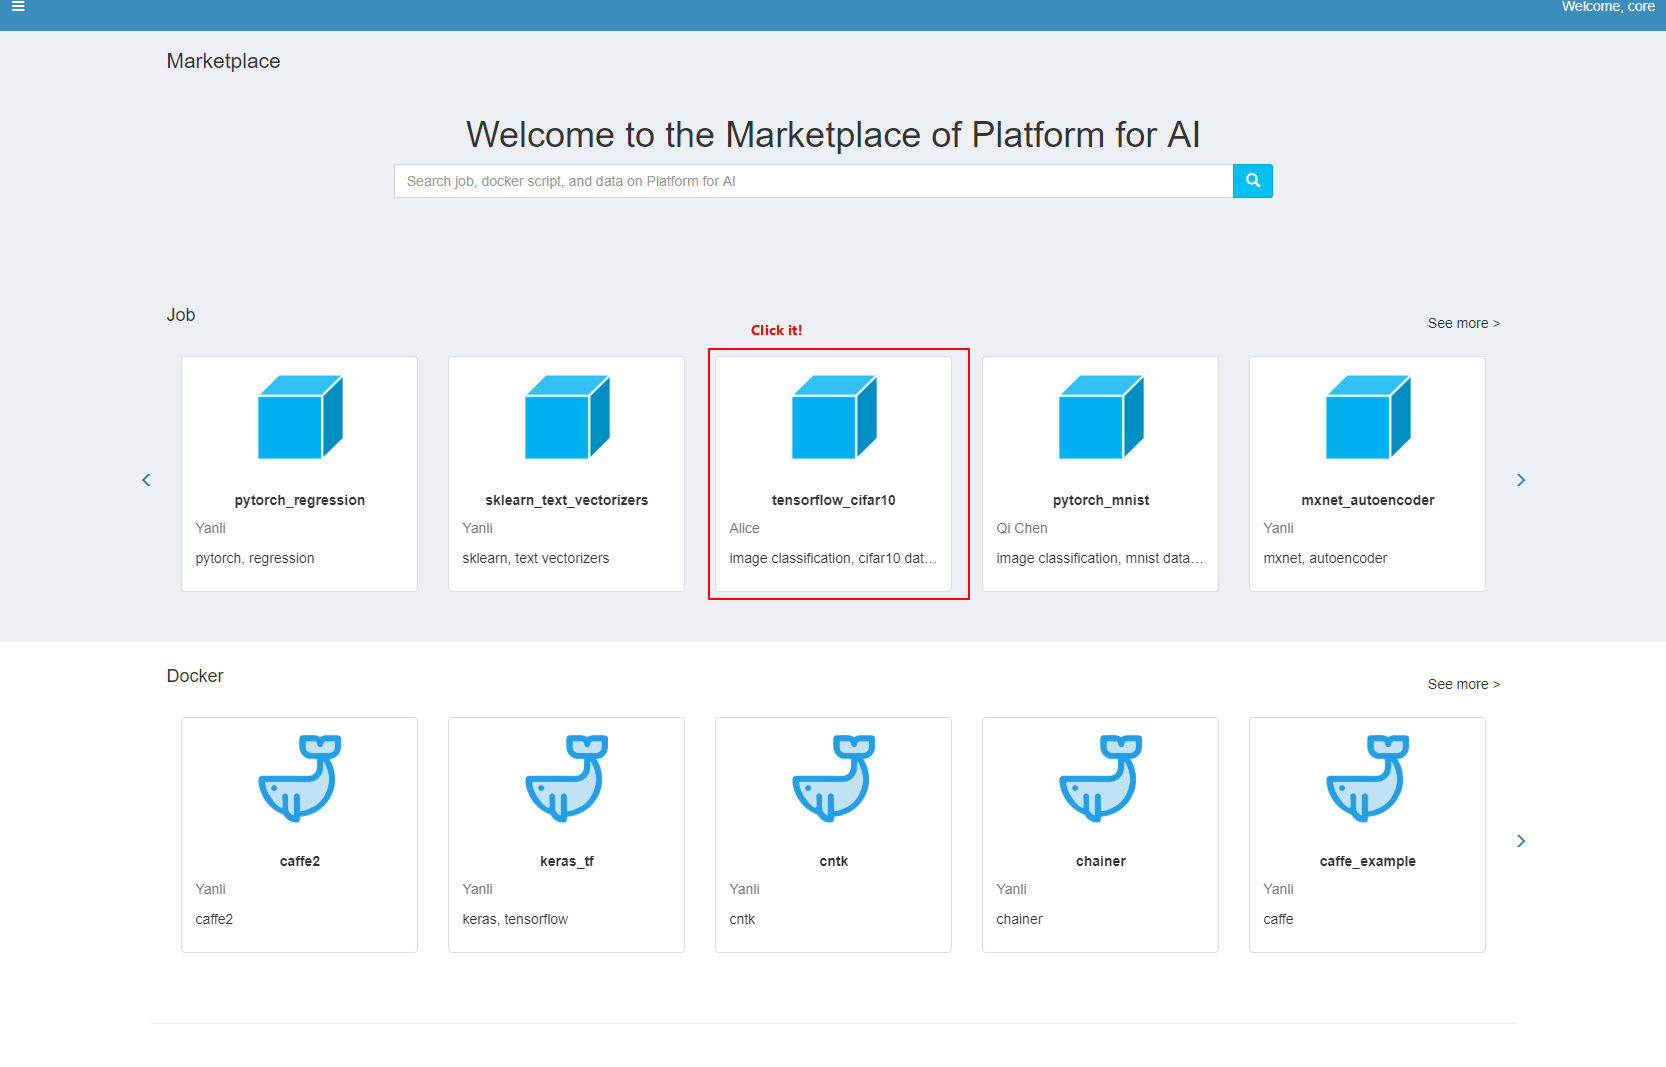 Welcome, core
Marketplace
Welcome to the Marketplace of Platform for AI
Search job, docker script, and data on Platform for AI
Job
See more >
Click it!
pytorch_regression
Yanli
pytorch, regression
sklearn_text_vectorizers
Yanli
sklearn, text vectorizers
tensorflow_cifar10
Alice
image classification, cifar10 dat…
pytorch_mnist
Qi Chen
image classification, mnist data…
mxnet_autoencoder
Yanli
mxnet, autoencoder
Docker
See more >
caffe2
Yanli
caffe2
keras_tf
Yanli
keras, tensorflow
cntk
Yanli
cntk
chainer
Yanli
chainer
caffe_example
Yanli
caffe